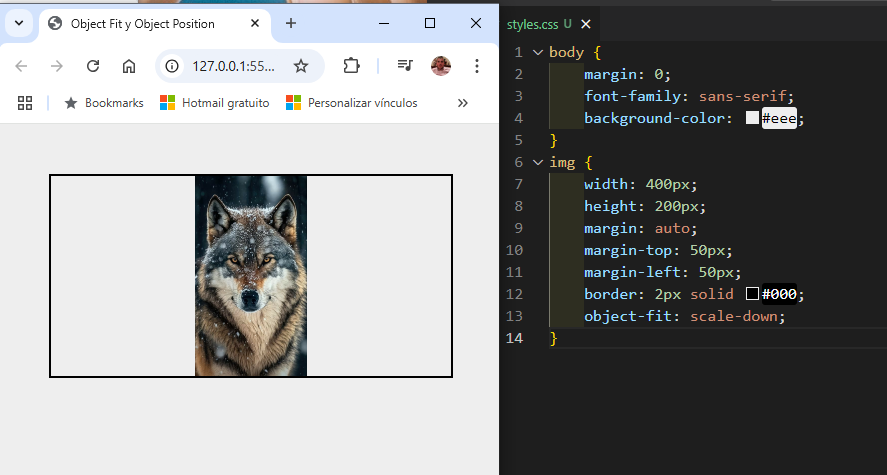 Object Fit y Object Position
127.0.0.1:55...
Bookmarks
Hotmail gratuito
Personalizar vínculos
styles.css U
1 body {
2 margin: 0;
3 font-family: sans-serif;
4 background-color: #eee;
5 }
6 img {
7 width: 400px;
8 height: 200px;
9 margin: auto;
10 margin-top: 50px;
11 margin-left: 50px;
12 border: 2px solid #000;
13 object-fit: scale-down;
14 }